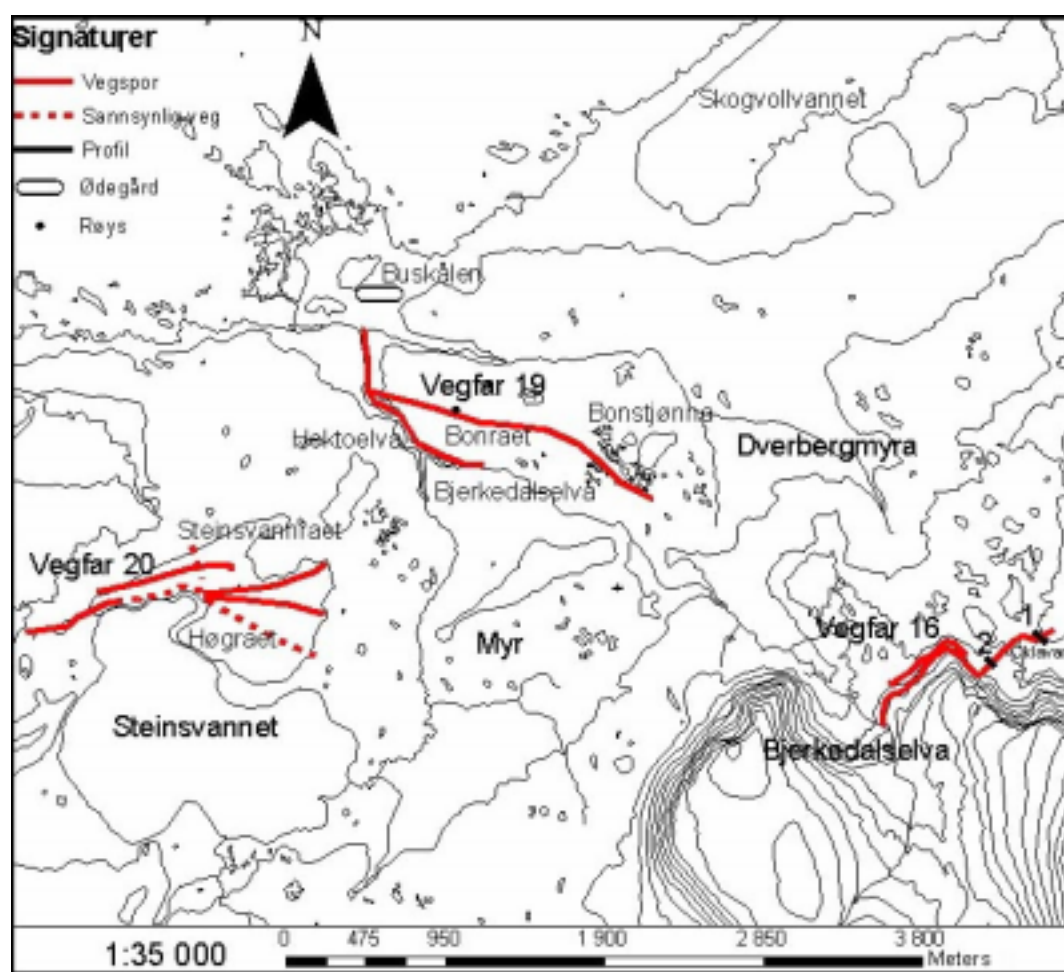 Signaturer
N
Vegspor
Sannsynlig veg
Profil
Ødegård
Røys
Skogvollvannet
Buskålen
Vegfar 19
Bonstjønna
Hektoelva
Bonraet
Dverbergmyra
Bjerkedalselva
Steinsvannraet
Vegfar 20
Høgraet
Myr
Vegfar 16
2
1
Steinsvannet
Bjerkedalselva
1:35 000
0 475 950 1 900 2 850 3 800
Meters